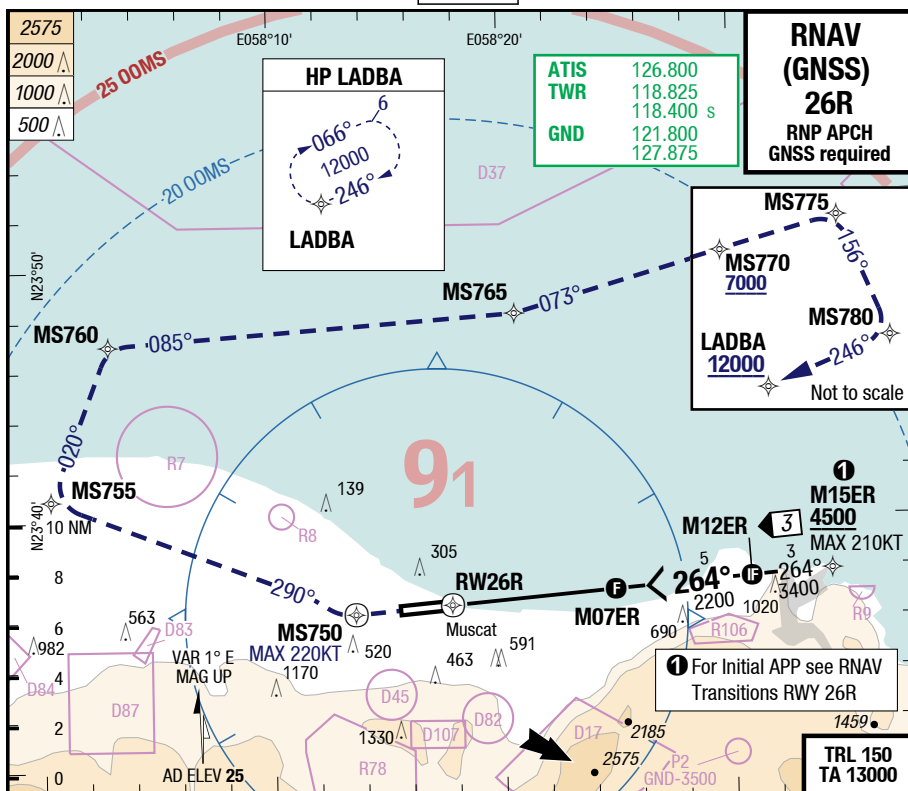 2575
2000
1000
500
E058°10'
E058°20'
25 00MS
20 00MS
HP LADBA
066°
6
12000
246°
LADBA
ATIS 126.800
TWR 118.825
118.400 S
GND 121.800
127.875
RNAV
(GNSS)
26R
RNP APCH
GNSS required
D37
N23°50'
MS775
156°
MS770
7000
MS780
LADBA
12000
246°
Not to scale
MS765
073°
MS760
085°
020°
R7
91
MS755
10 NM
N23°40'
139
R8
1
M15ER
4500
MAX 210KT
M12ER
3
305
RW26R
F
5
264°
IF
3
264°
3400
2200
1020
M07ER
R9
8
290°
MS750
MAX 220KT
Muscat
690
R106
563
D83
6
982
D84
520
463
591
VAR 1° E
MAG UP
1170
1 For Initial APP see RNAV
Transitions RWY 26R
4
D87
D45
D82
D17
2
1330
D107
2185
1459
R78
2575
P2
GND-3500
0
AD ELEV 25
TRL 150
TA 13000